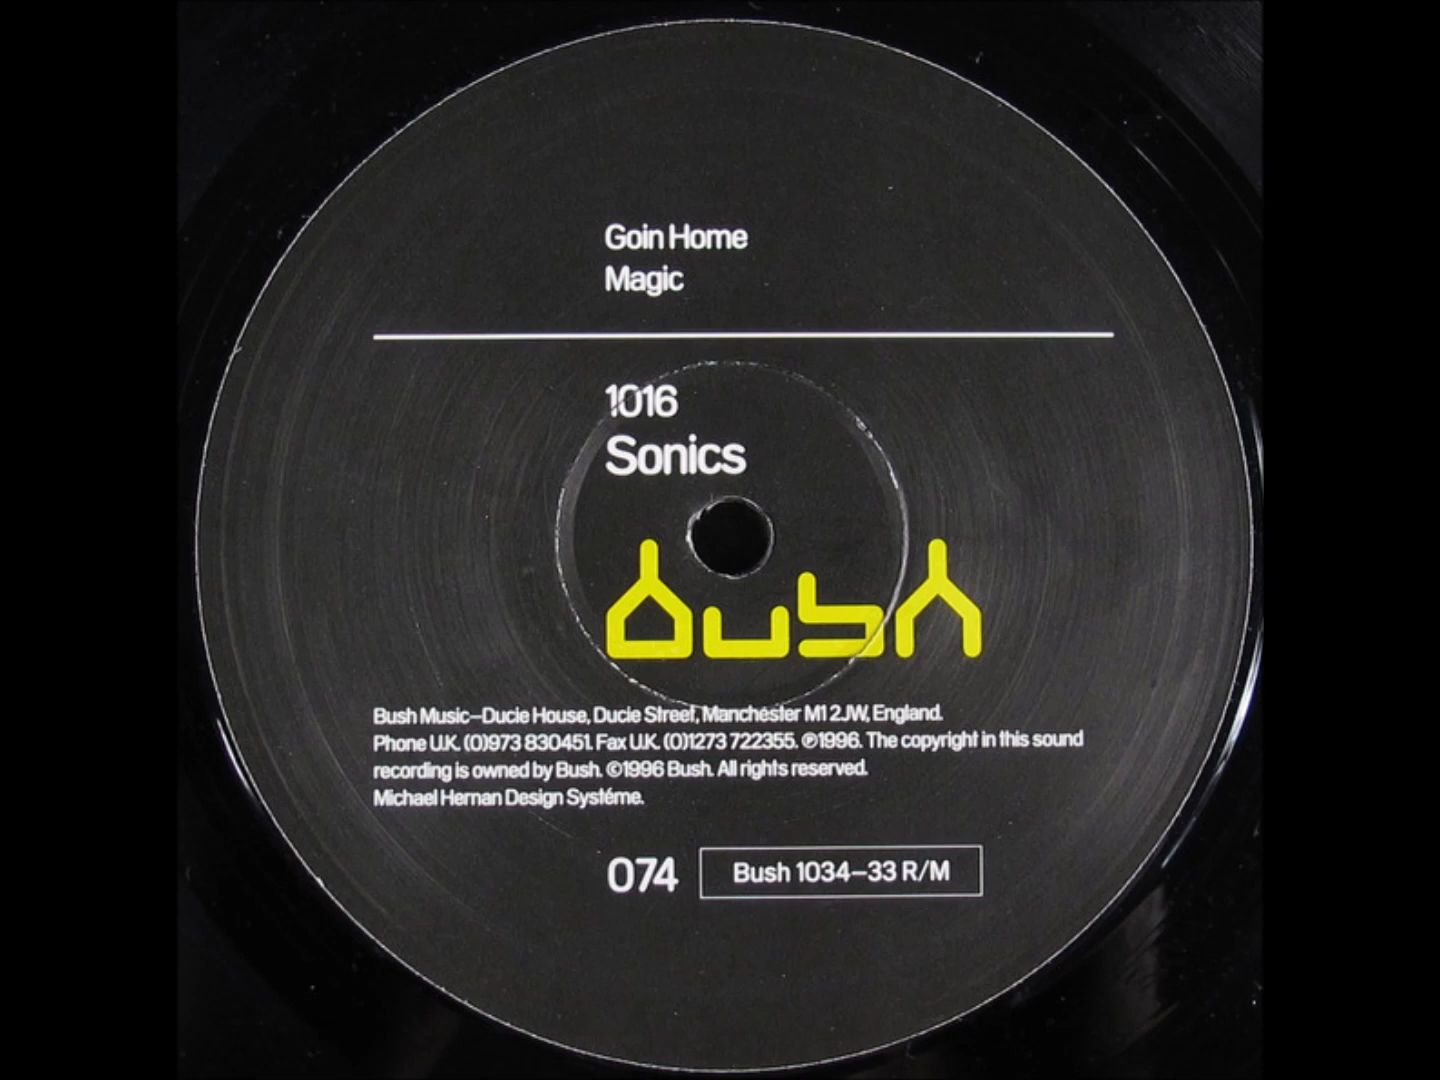 Goin Home
Magic
1016
Sonics
bush
Bush Music–Ducie House, Ducie Street, Manchester M1 2JW, England.
Phone U.K. (0)973 830451. Fax U.K. (0)1273 722355. ℗1996. The copyright in this sound
recording is owned by Bush. ©1996 Bush. All rights reserved.
Michael Hernan Design Systéme.
074
Bush 1034–33 R/M